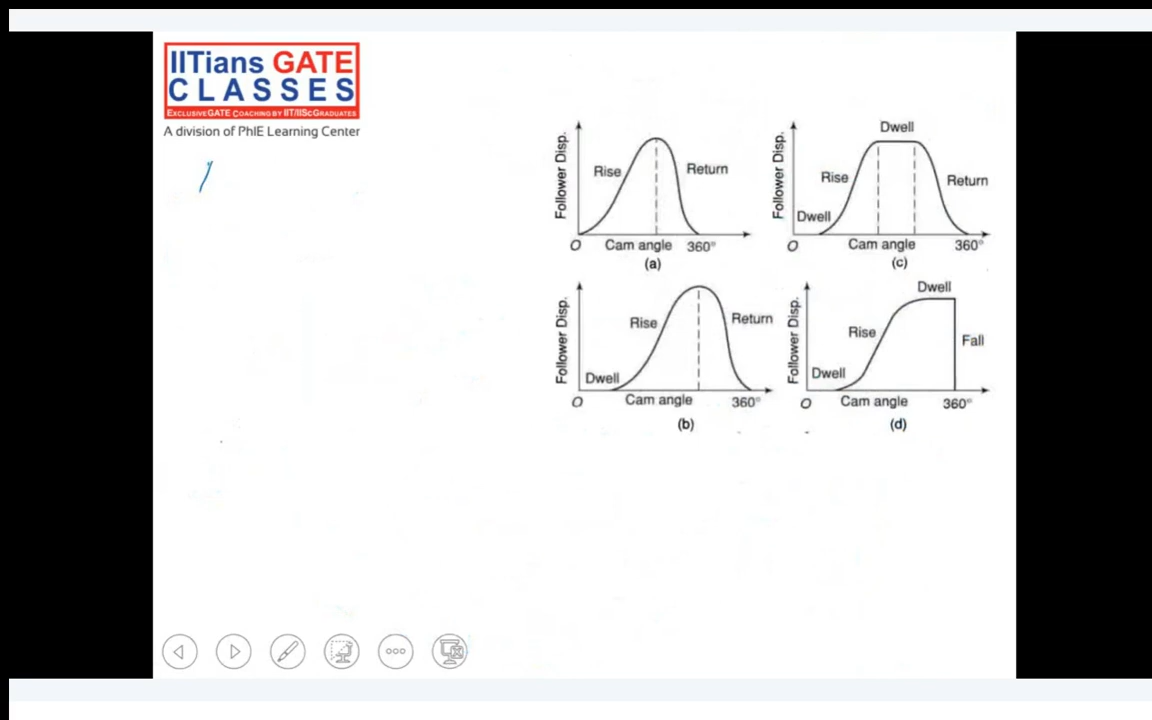 IITians GATE
CLASSES
EXCLUSIVE GATE COACHING BY IIT/IISc GRADUATES
A division of PhIE Learning Center
Follower Disp.
Rise
Return
O
Cam angle
360°
(a)
Follower Disp.
Dwell
Rise
Return
Dwell
O
Cam angle
360°
(c)
Follower Disp.
Rise
Return
Dwell
O
Cam angle
360°
(b)
Follower Disp.
Dwell
Rise
Fall
Dwell
O
Cam angle
360°
(d)